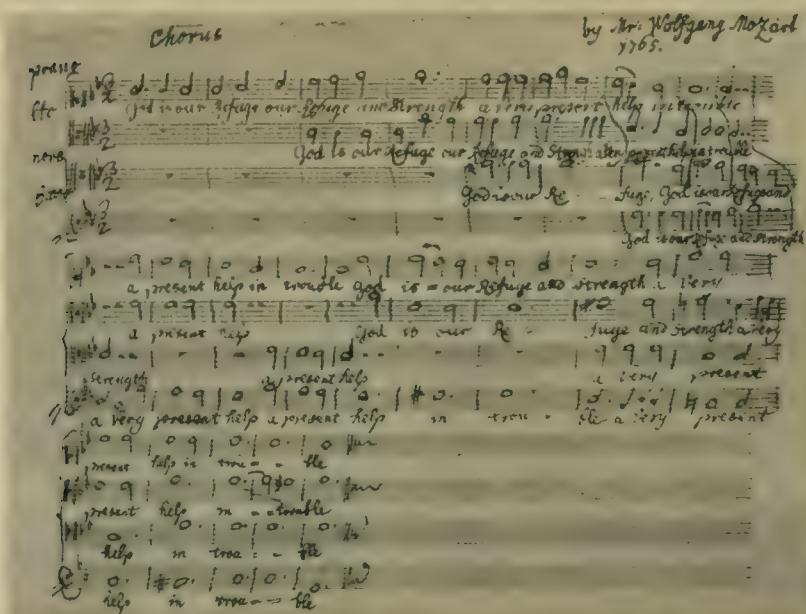 Chorus
by Mr. Wolfgang Mozart
1765.
God is our Refuge our Refuge and Strength a very present help in trouble
God is our Refuge our Refuge and Strength a very present help in trouble
God is our Re - fuge, God is our Refuge and
God is our Refuge and strength
a present help in trouble God is our Refuge and strength a very
a present help God is our Re - fuge and strength a very
strength a present help a very present
a very present help a present help in trou - ble a very present
present help in trou - - ble
present help in - trouble
help in trou - - ble
help in trou - - ble